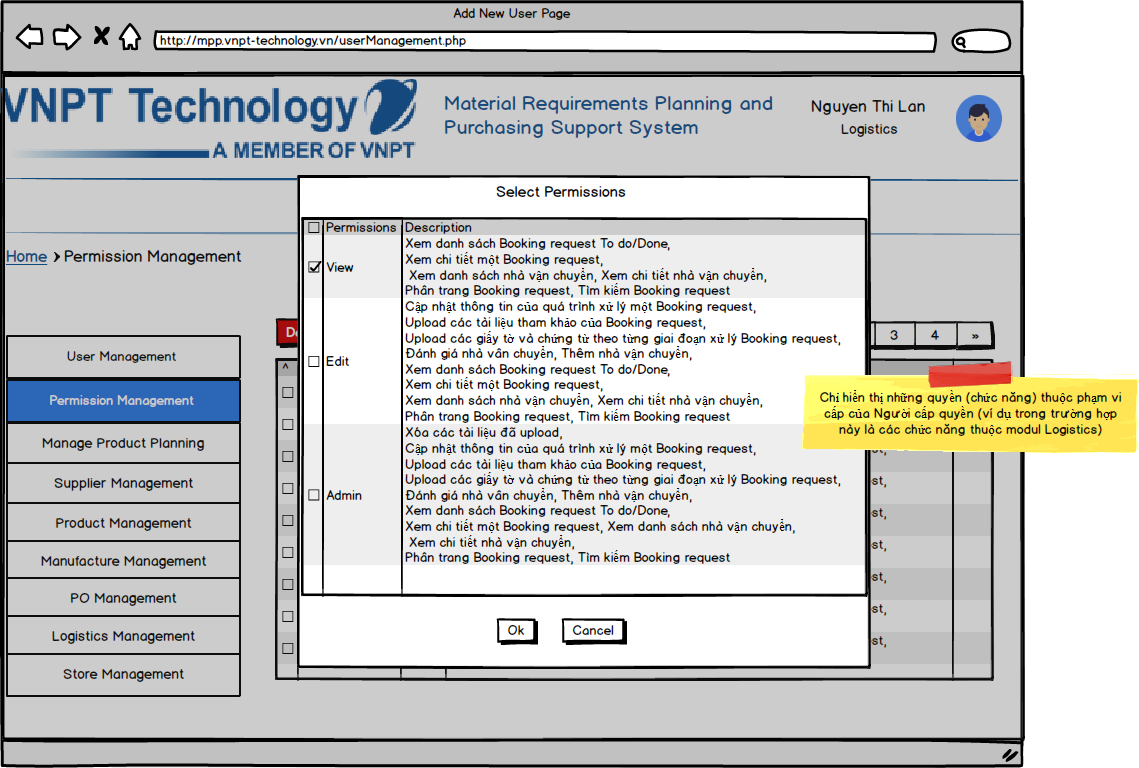 Add New User Page
http://mpp.vnpt-technology.vn/userManagement.php
VNPT Technology
A MEMBER OF VNPT
Material Requirements Planning and
Purchasing Support System
Nguyen Thi Lan
Logistics
Home > Permission Management
User Management
Permission Management
Manage Product Planning
Supplier Management
Product Management
Manufacture Management
PO Management
Logistics Management
Store Management
Select Permissions
Permissions Description
View
Xem danh sách Booking request To do/Done,
Xem chi tiết một Booking request,
Xem danh sách nhà vận chuyển, Xem chi tiết nhà vận chuyển,
Phân trang Booking request, Tìm kiếm Booking request
Edit
Cập nhật thông tin của quá trình xử lý một Booking request,
Upload các tài liệu tham khảo của Booking request,
Upload các giấy tờ và chứng từ theo từng giai đoạn xử lý Booking request,
Đánh giá nhà vân chuyển, Thêm nhà vận chuyển,
Xem danh sách Booking request To do/Done,
Xem chi tiết một Booking request,
Xem danh sách nhà vận chuyển, Xem chi tiết nhà vận chuyển,
Phân trang Booking request, Tìm kiếm Booking request
Admin
Xóa các tài liệu đã upload,
Cập nhật thông tin của quá trình xử lý một Booking request,
Upload các tài liệu tham khảo của Booking request,
Upload các giấy tờ và chứng từ theo từng giai đoạn xử lý Booking request,
Đánh giá nhà vân chuyển, Thêm nhà vận chuyển,
Xem danh sách Booking request To do/Done,
Xem chi tiết một Booking request, Xem danh sách nhà vận chuyển,
Xem chi tiết nhà vận chuyển,
Phân trang Booking request, Tìm kiếm Booking request
Ok Cancel
3 4 »
Chỉ hiển thị những quyền (chức năng) thuộc phạm vi
cấp của Người cấp quyền (ví dụ trong trường hợp
này là các chức năng thuộc modul Logistics)